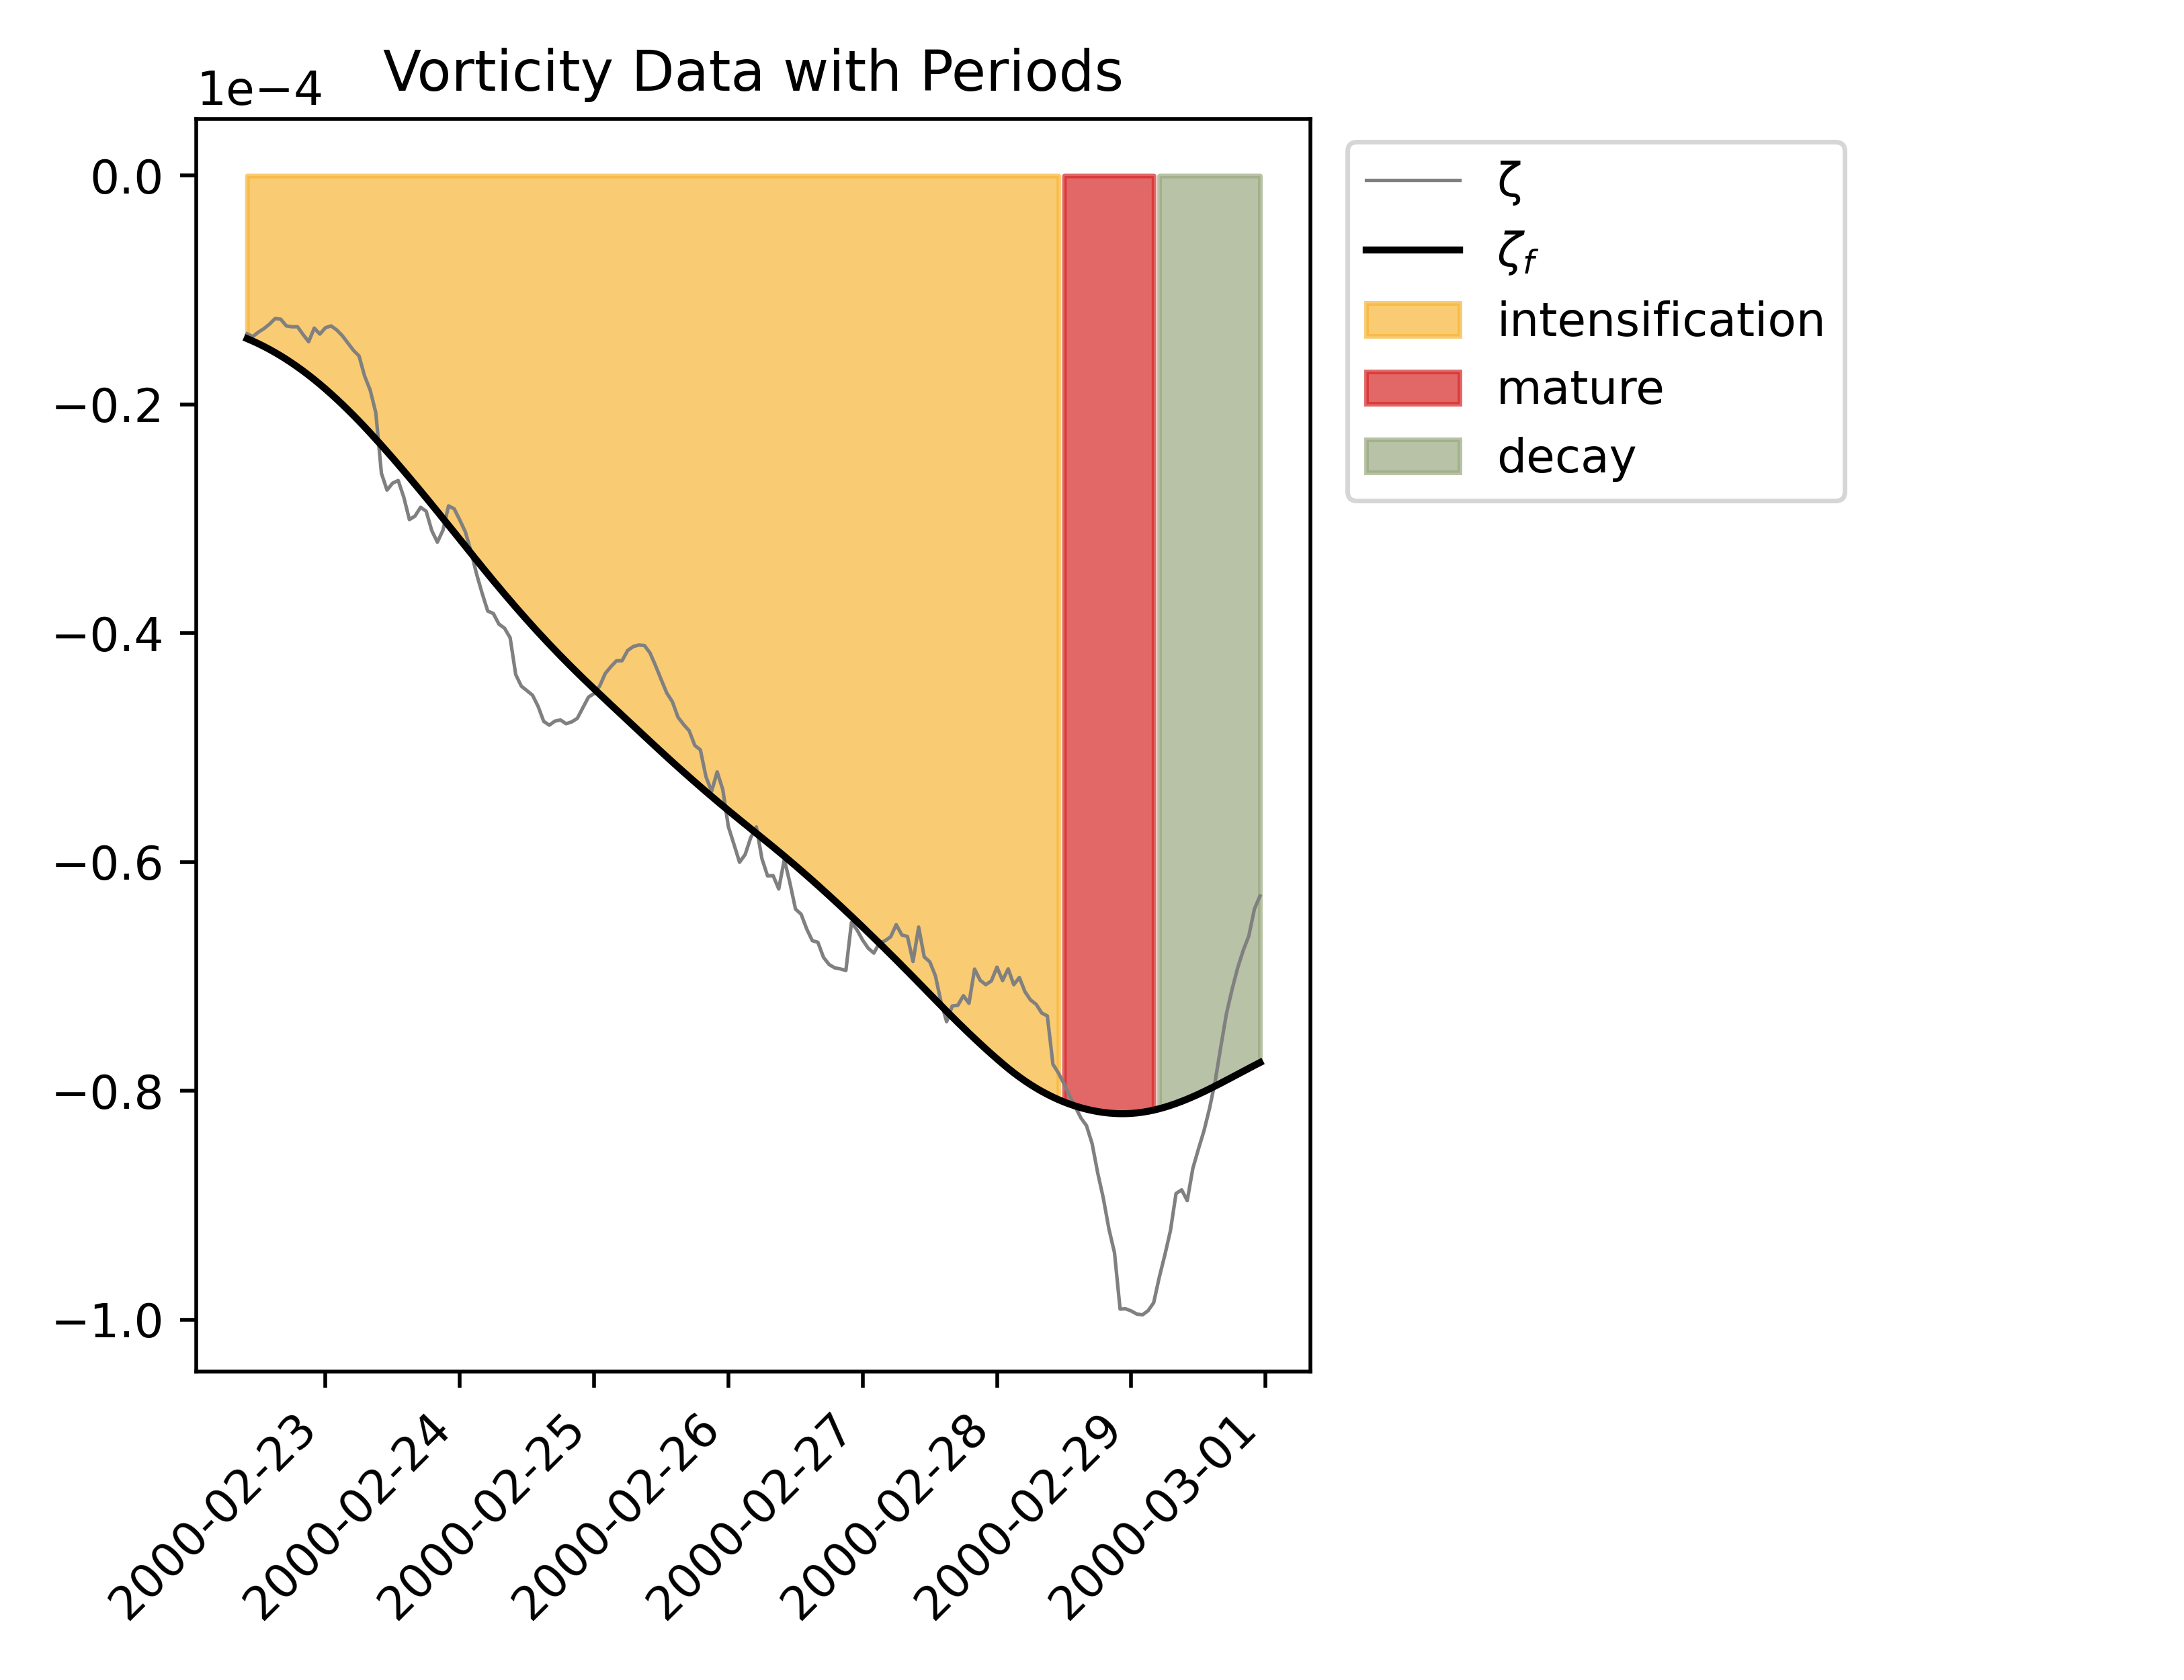 Vorticity Data with Periods
1e−4
0.0
−0.2
−0.4
−0.6
−0.8
−1.0
2000-02-23
2000-02-24
2000-02-25
2000-02-26
2000-02-27
2000-02-28
2000-02-29
2000-03-01
ζ
ζf
intensification
mature
decay